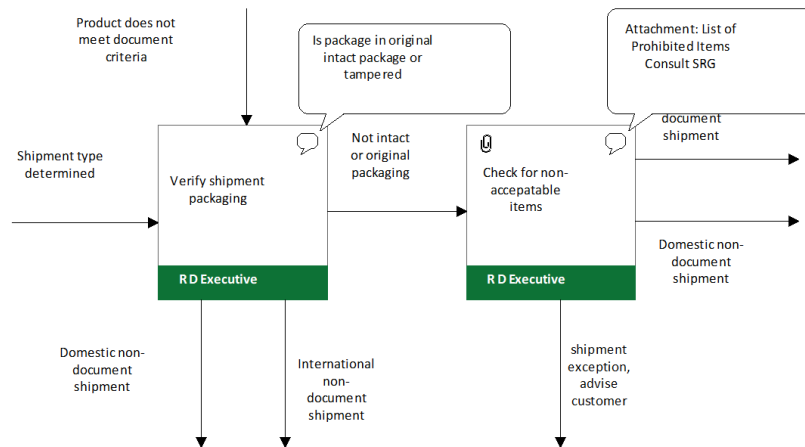 Product does not
meet document
criteria
Is package in original
intact package or
tampered
Attachment: List of
Prohibited Items
Consult SRG
document
shipment
Shipment type
determined
Verify shipment
packaging
Not intact
or original
packaging
Check for non-
accepatable
items
Domestic non-
document
shipment
R D Executive
R D Executive
Domestic non-
document
shipment
International
non-
document
shipment
shipment
exception,
advise
customer